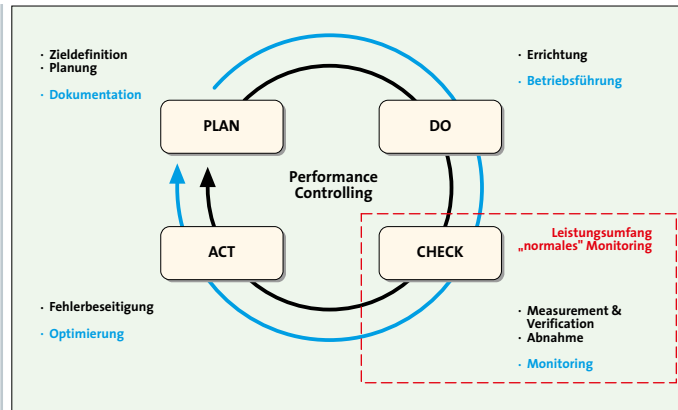 · Zieldefinition
· Planung
· Dokumentation
· Errichtung
· Betriebsführung
PLAN
DO
Performance
Controlling
ACT
CHECK
Leistungsumfang
„normales" Monitoring
· Fehlerbeseitigung
· Optimierung
· Measurement &
Verification
· Abnahme
· Monitoring